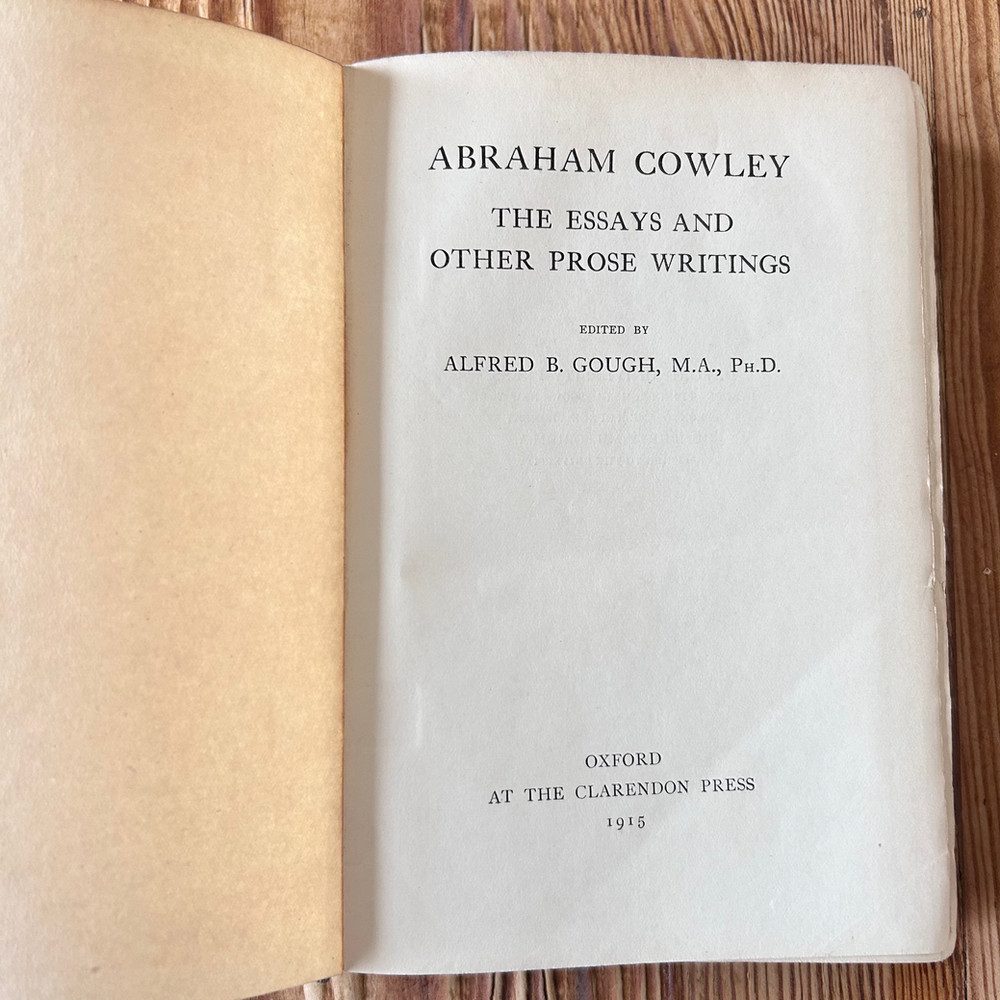 ABRAHAM COWLEY
THE ESSAYS AND
OTHER PROSE WRITINGS
EDITED BY
ALFRED B. GOUGH, M.A., PH.D.
OXFORD
AT THE CLARENDON PRESS
1915